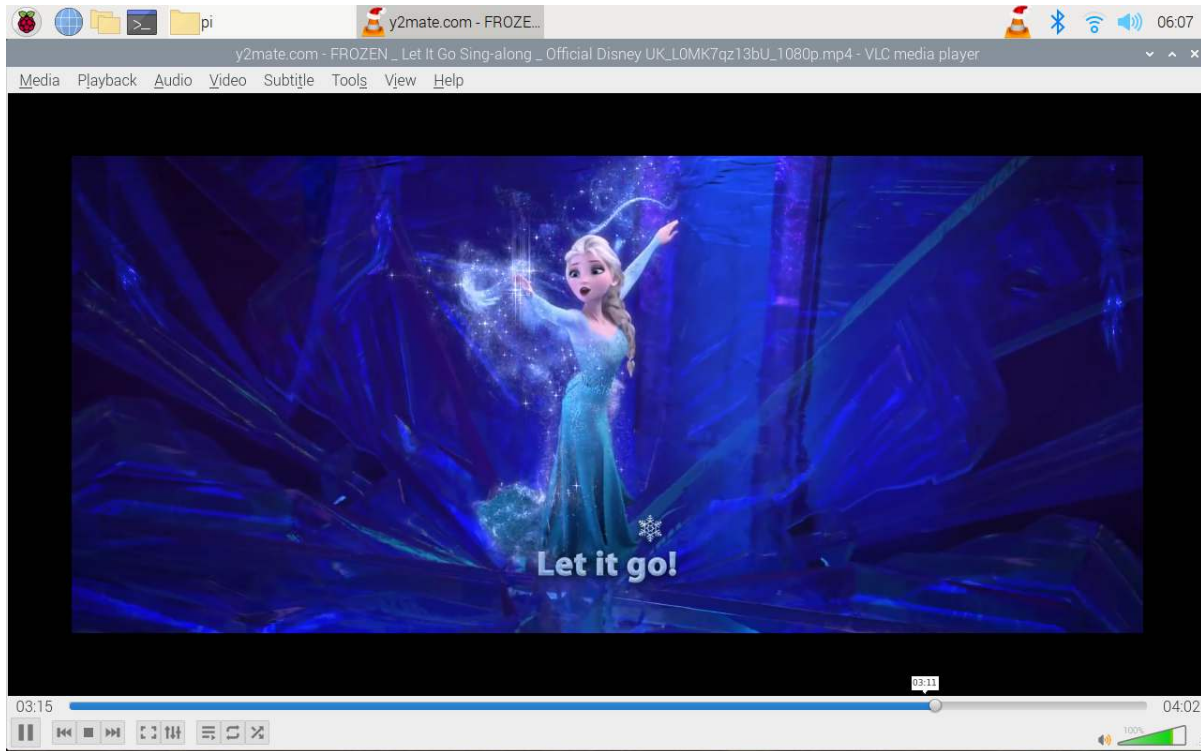 pi
y2mate.com - FROZE...
06:07
y2mate.com - FROZEN _ Let It Go Sing-along _ Official Disney UK_L0MK7qz13bU_1080p.mp4 - VLC media player
Media Playback Audio Video Subtitle Tools View Help
Let it go!
03:11
03:15
04:02
100%